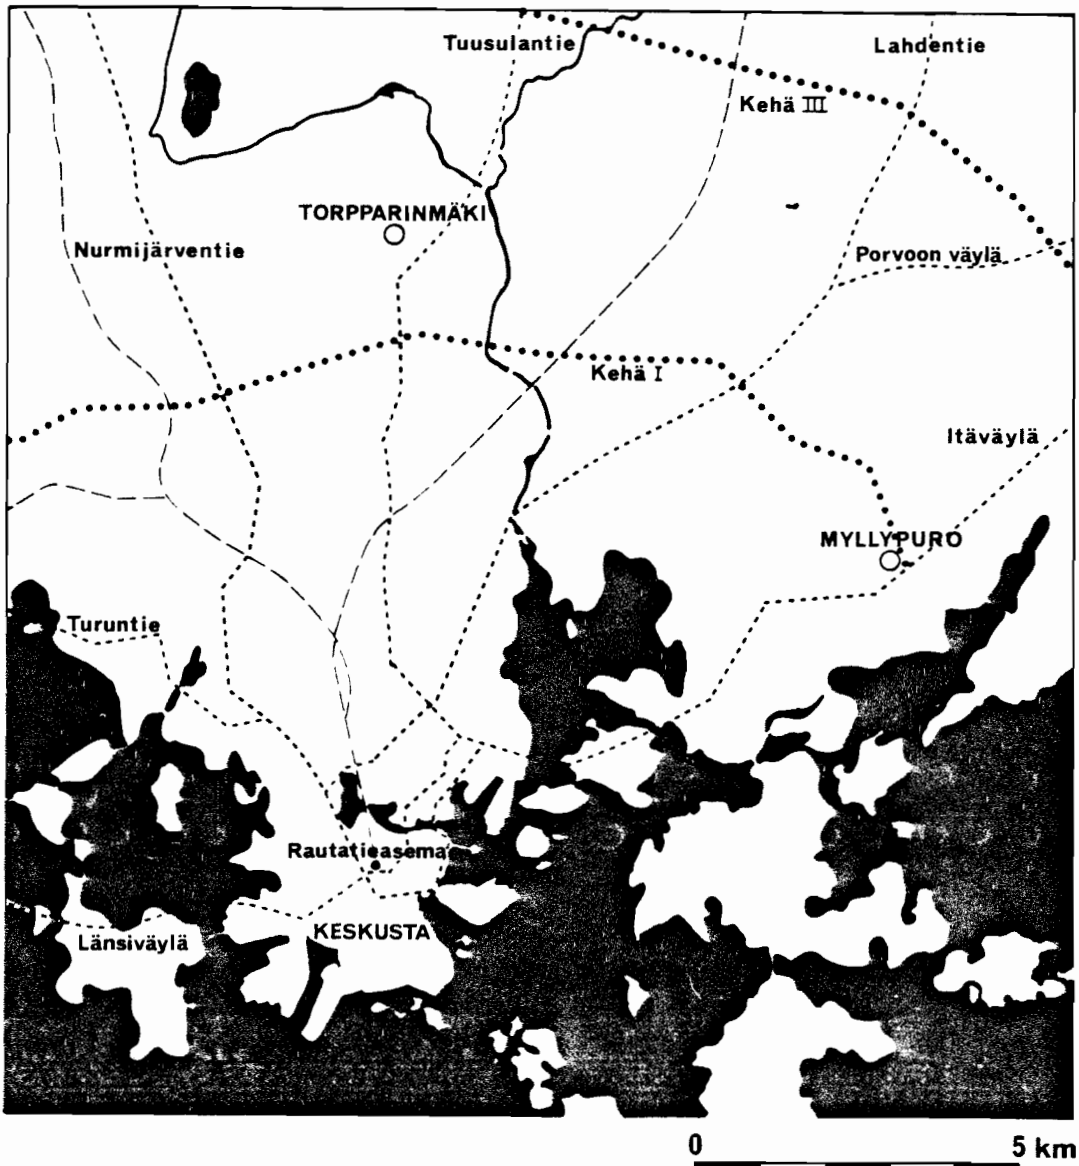 Tuusulantie
Lahdentie
Kehä III
TORPPARINMÄKI
Nurmijärventie
Porvoon väylä
Kehä I
Itäväylä
MYLLYPURO
Turuntie
Rautatieasema
KESKUSTA
Länsiväylä
0
5 km